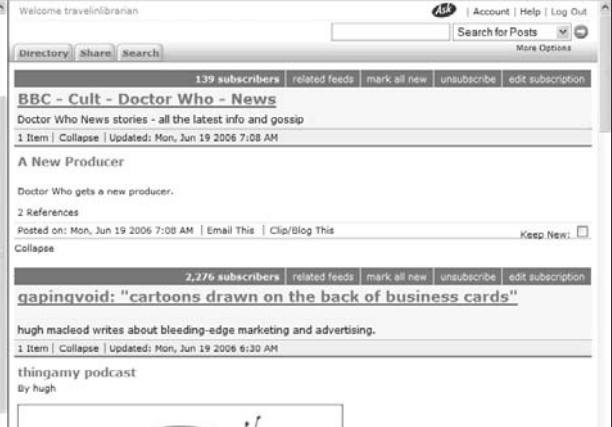 Welcome travelinlibrarian
Ask | Account | Help | Log Out
Search for Posts
More Options
Directory Share Search
139 subscribers | related feeds | mark all new | unsubscribe | edit subscription
BBC - Cult - Doctor Who - News
Doctor Who News stories - all the latest info and gossip
1 Item | Collapse | Updated: Mon, Jun 19 2006 7:08 AM
A New Producer
Doctor Who gets a new producer.
2 References
Posted on: Mon, Jun 19 2006 7:08 AM | Email This | Clip/Blog This
Keep New:
Collapse
2,276 subscribers | related feeds | mark all new | unsubscribe | edit subscription
gapingvoid: "cartoons drawn on the back of business cards"
hugh macleod writes about bleeding-edge marketing and advertising.
1 Item | Collapse | Updated: Mon, Jun 19 2006 6:30 AM
thingamy podcast
By hugh